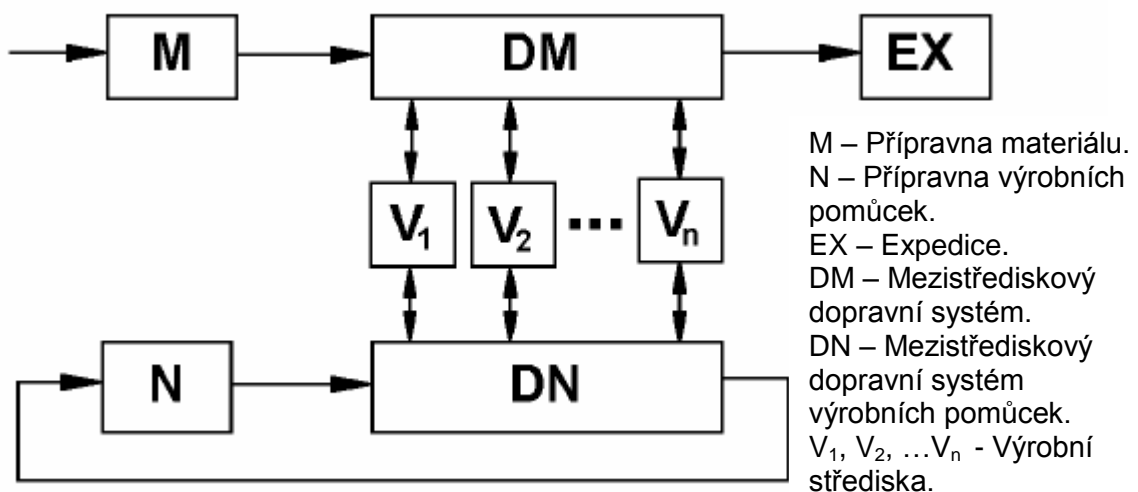 M
DM
EX
V1
V2
...
Vn
N
DN
M – Přípravna materiálu.
N – Přípravna výrobních
pomůcek.
EX – Expedice.
DM – Mezistřediskový
dopravní systém.
DN – Mezistřediskový
dopravní systém
výrobních pomůcek.
V1, V2, …Vn - Výrobní
střediska.